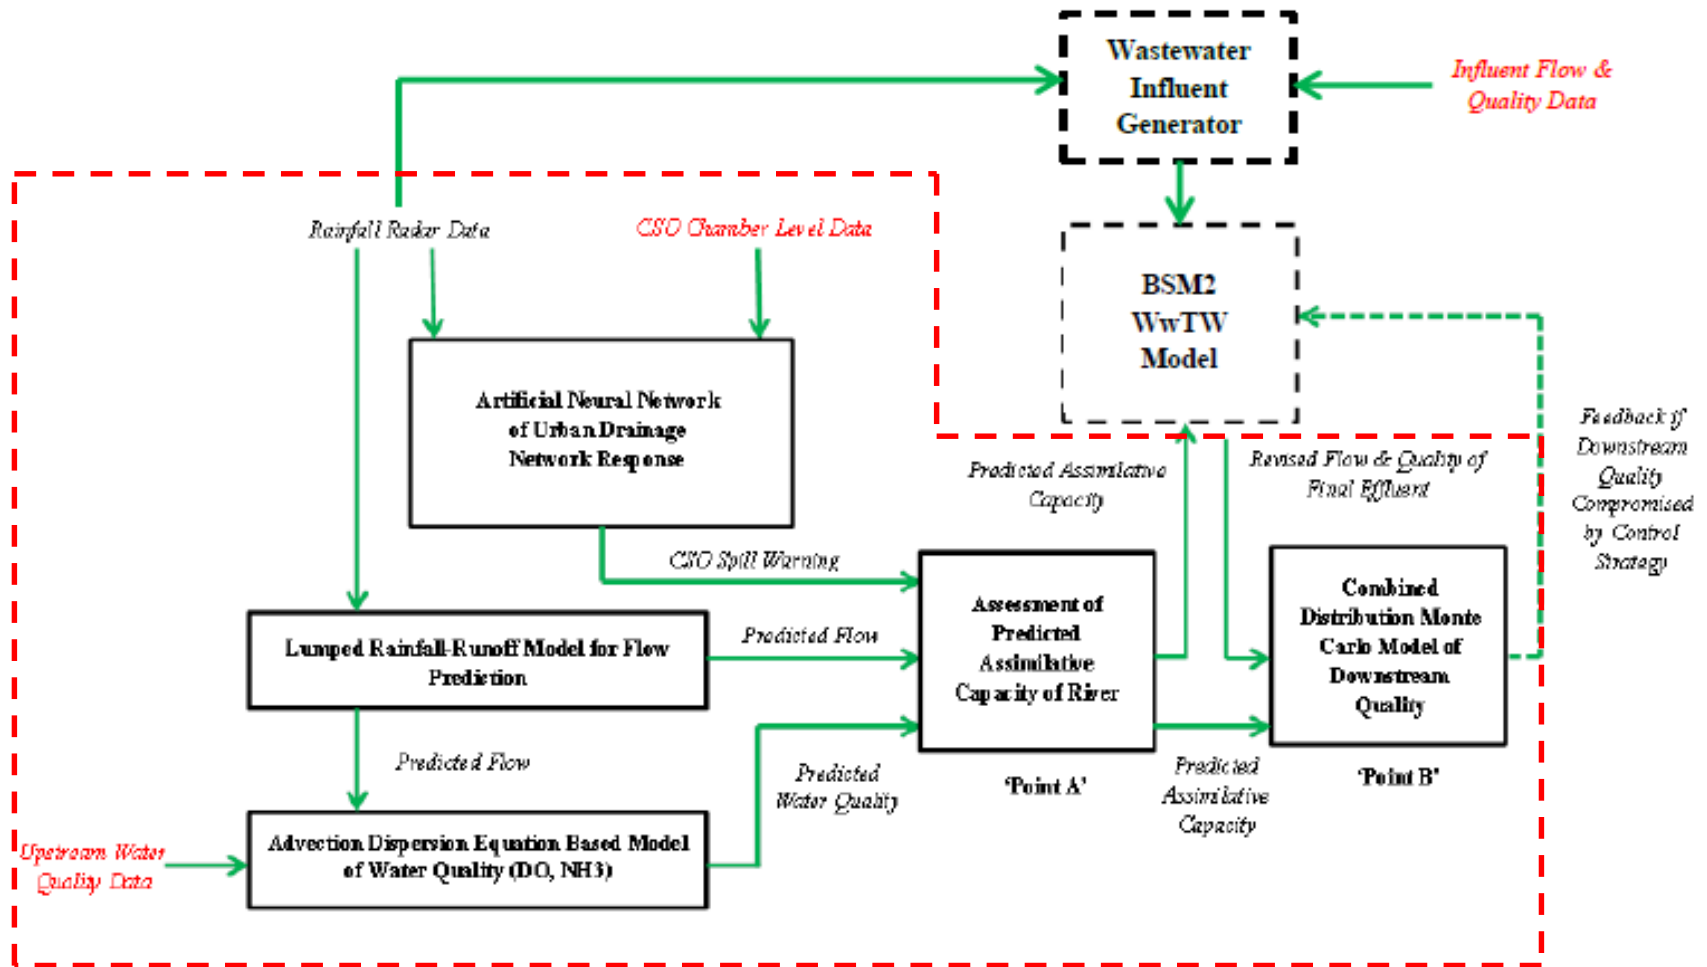 Wastewater
Influent
Generator
Influent Flow &
Quality Data
Rainfall Radar Data
CSO Chamber Level Data
BSM2
WwTW
Model
Artificial Neural Network
of Urban Drainage
Network Response
Predicted Assimilative
Capacity
Revised Flow & Quality of
Final Effluent
Feedback if
Downstream
Quality
Compromised
by Control
Strategy
CSO Spill Warning
Lumped Rainfall-Runoff Model for Flow
Prediction
Predicted Flow
Assessment of
Predicted
Assimilative
Capacity of River
Combined
Distribution Monte
Carlo Model of
Downstream
Quality
Predicted Flow
Predicted
Water Quality
'Point A'
Predicted
Assimilative
Capacity
'Point B'
Upstream Water
Quality Data
Advection Dispersion Equation Based Model
of Water Quality (DO, NH3)